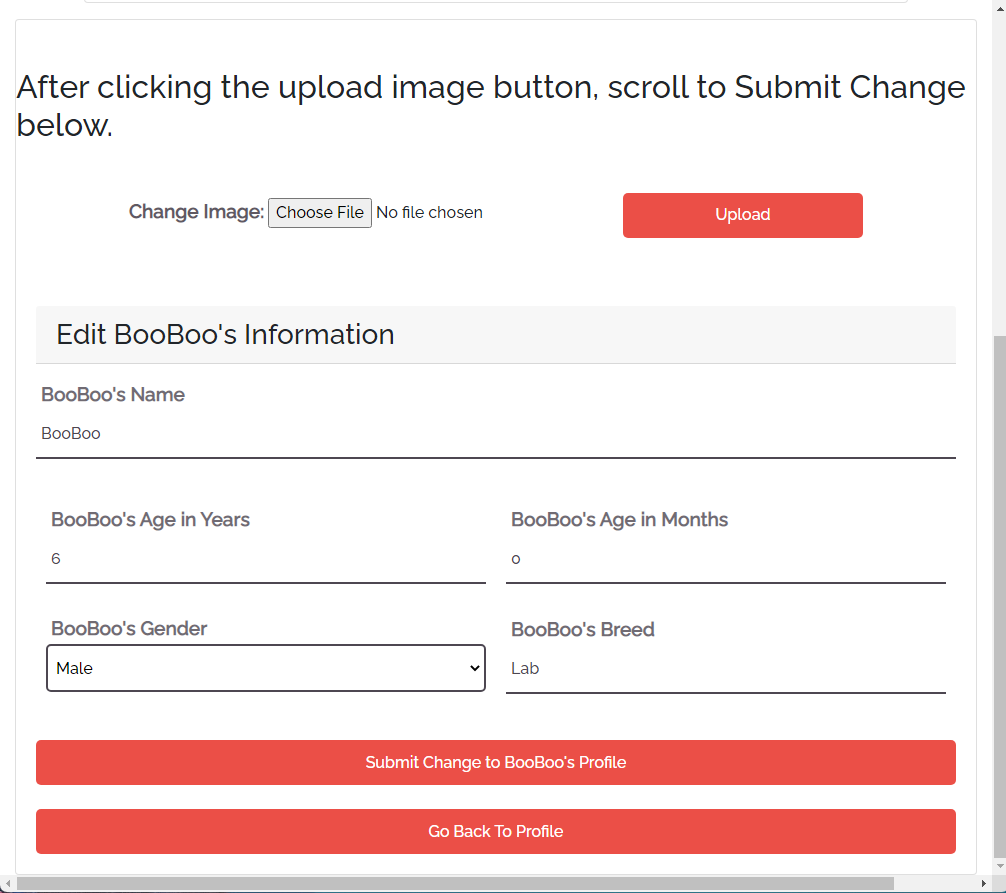 After clicking the upload image button, scroll to Submit Change
below.
Change Image: Choose File No file chosen
Upload
Edit BooBoo's Information
BooBoo's Name
BooBoo
BooBoo's Age in Years
BooBoo's Age in Months
6
0
BooBoo's Gender
BooBoo's Breed
Male
Lab
Submit Change to BooBoo's Profile
Go Back To Profile